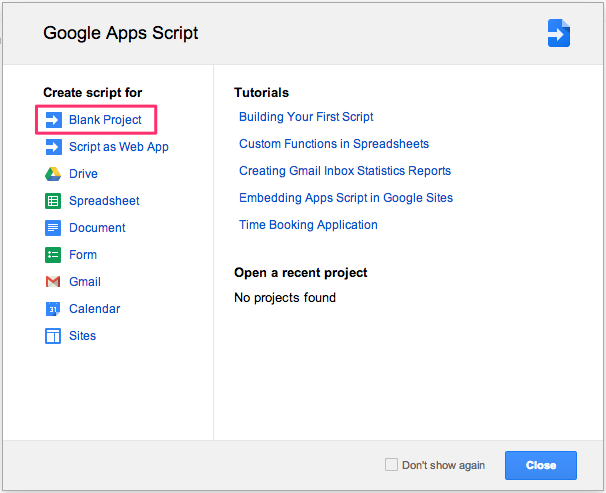 Google Apps Script
Create script for
Blank Project
Script as Web App
Drive
Spreadsheet
Document
Form
Gmail
31
Calendar
Sites
Tutorials
Building Your First Script
Custom Functions in Spreadsheets
Creating Gmail Inbox Statistics Reports
Embedding Apps Script in Google Sites
Time Booking Application
Open a recent project
No projects found
Don't show again
Close